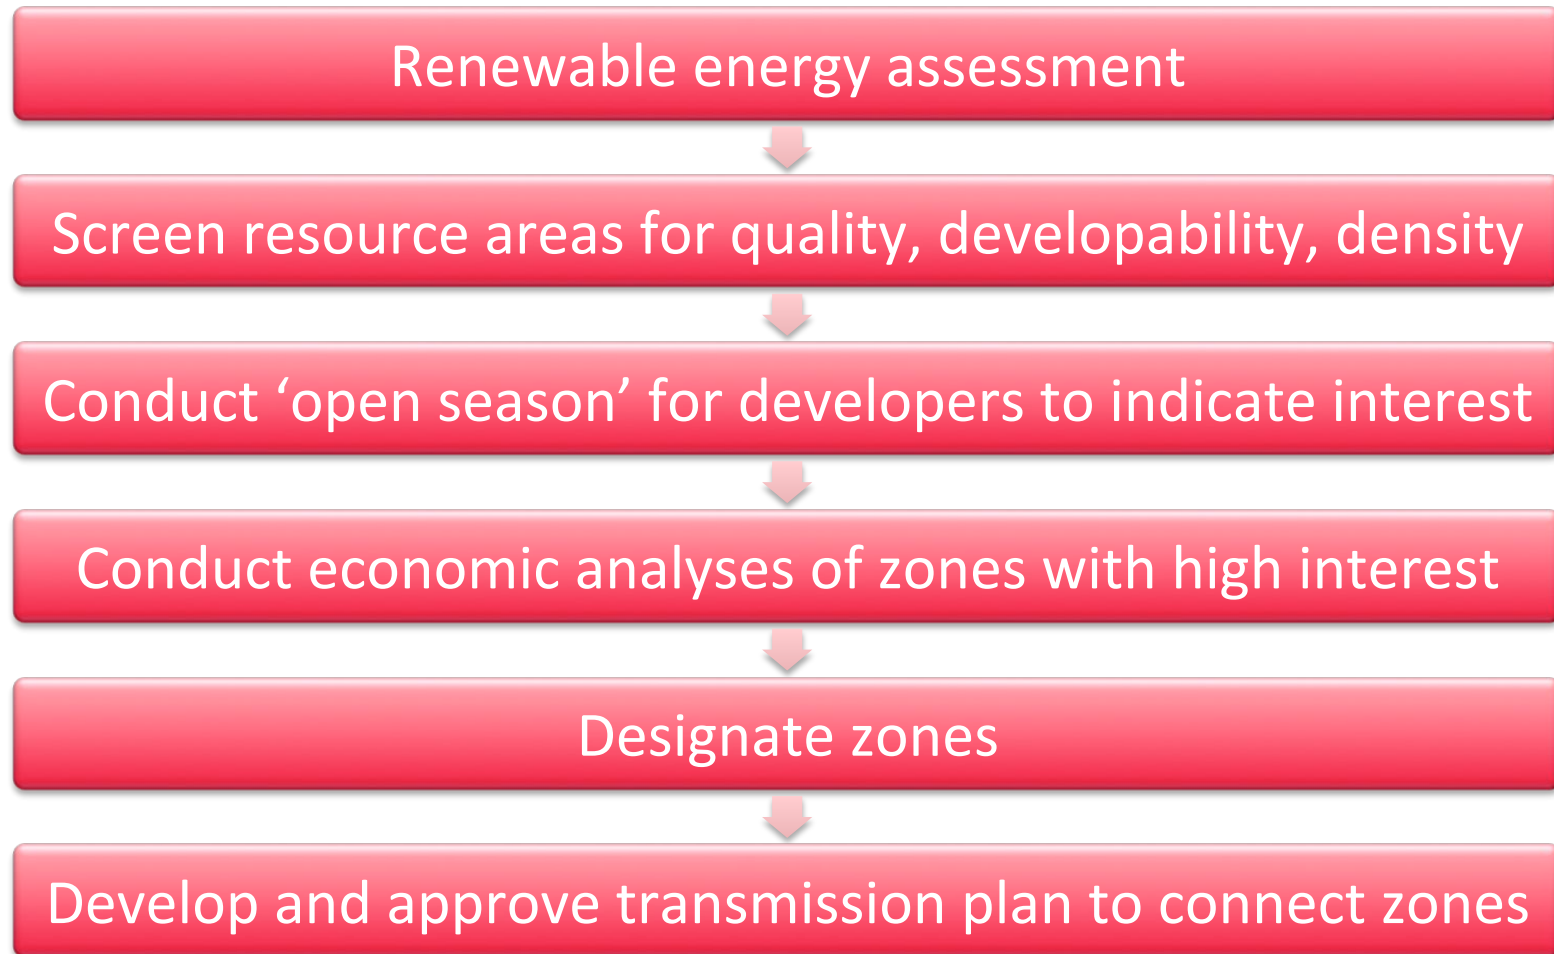 Renewable energy assessment
Screen resource areas for quality, developability, density
Conduct ‘open season’ for developers to indicate interest
Conduct economic analyses of zones with high interest
Designate zones
Develop and approve transmission plan to connect zones